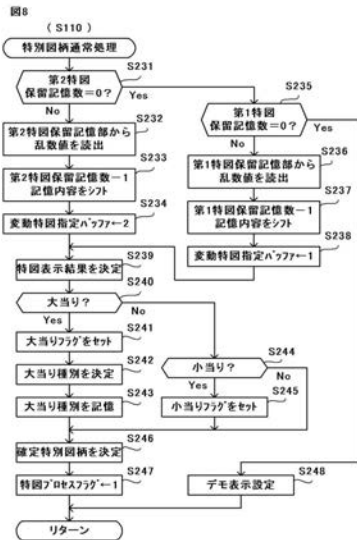 図8
( S110 )
特別図柄通常処理
S231
第2特図
保留記憶数=0?
Yes
No
S232
第2特図保留記憶部から
乱数値を読出
S233
第2特図保留記憶数-1
記憶内容をシフト
S234
変動特図指定バッファ←2
S235
第1特図
保留記憶数=0?
Yes
No
S236
第1特図保留記憶部から
乱数値を読出
S237
第1特図保留記憶数-1
記憶内容をシフト
S238
変動特図指定バッファ←1
S239
特図表示結果を決定
S240
大当り?
Yes
No
S241
大当りフラグをセット
S242
大当り種別を決定
S243
大当り種別を記憶
S244
小当り?
Yes
No
S245
小当りフラグをセット
S246
確定特別図柄を決定
S247
特図プロセスフラグ←1
S248
デモ表示設定
リターン